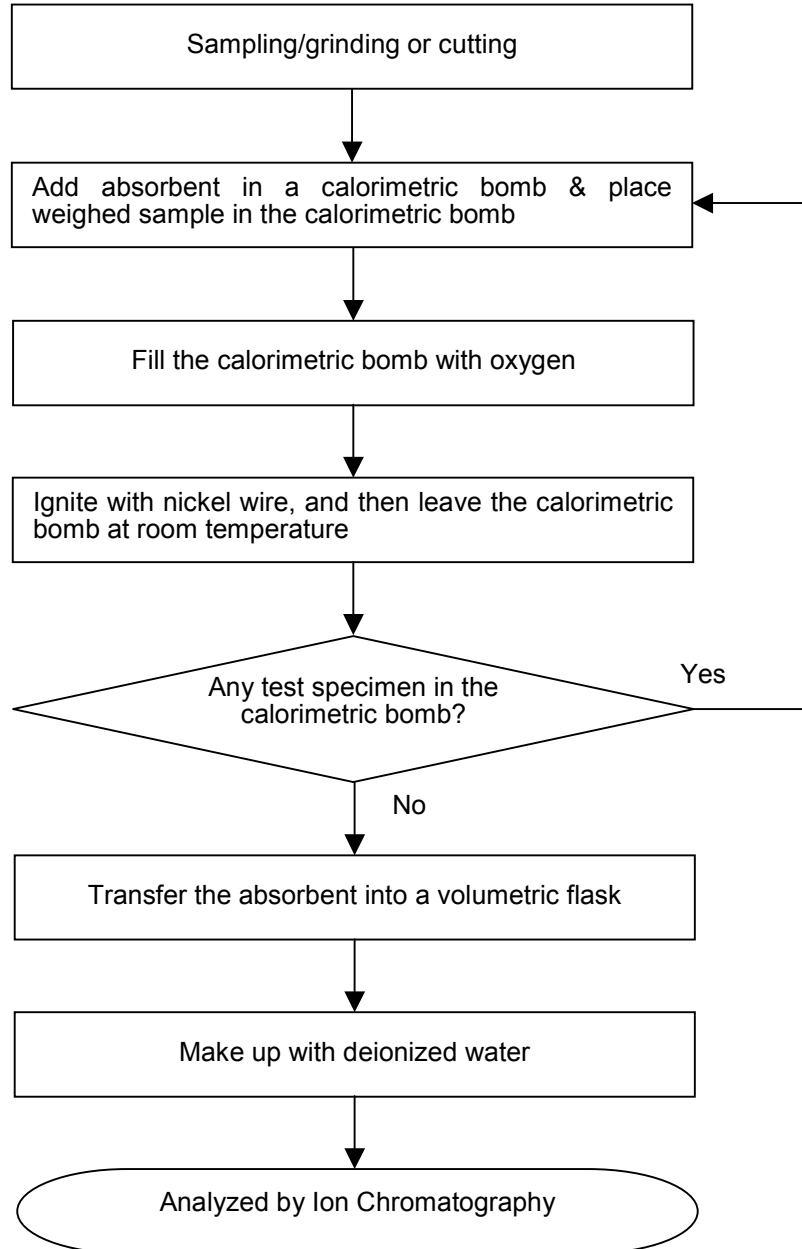 Sampling/grinding or cutting
Add absorbent in a calorimetric bomb & place
weighed sample in the calorimetric bomb
Fill the calorimetric bomb with oxygen
Ignite with nickel wire, and then leave the calorimetric
bomb at room temperature
Any test specimen in the
calorimetric bomb?
Yes
No
Transfer the absorbent into a volumetric flask
Make up with deionized water
Analyzed by Ion Chromatography